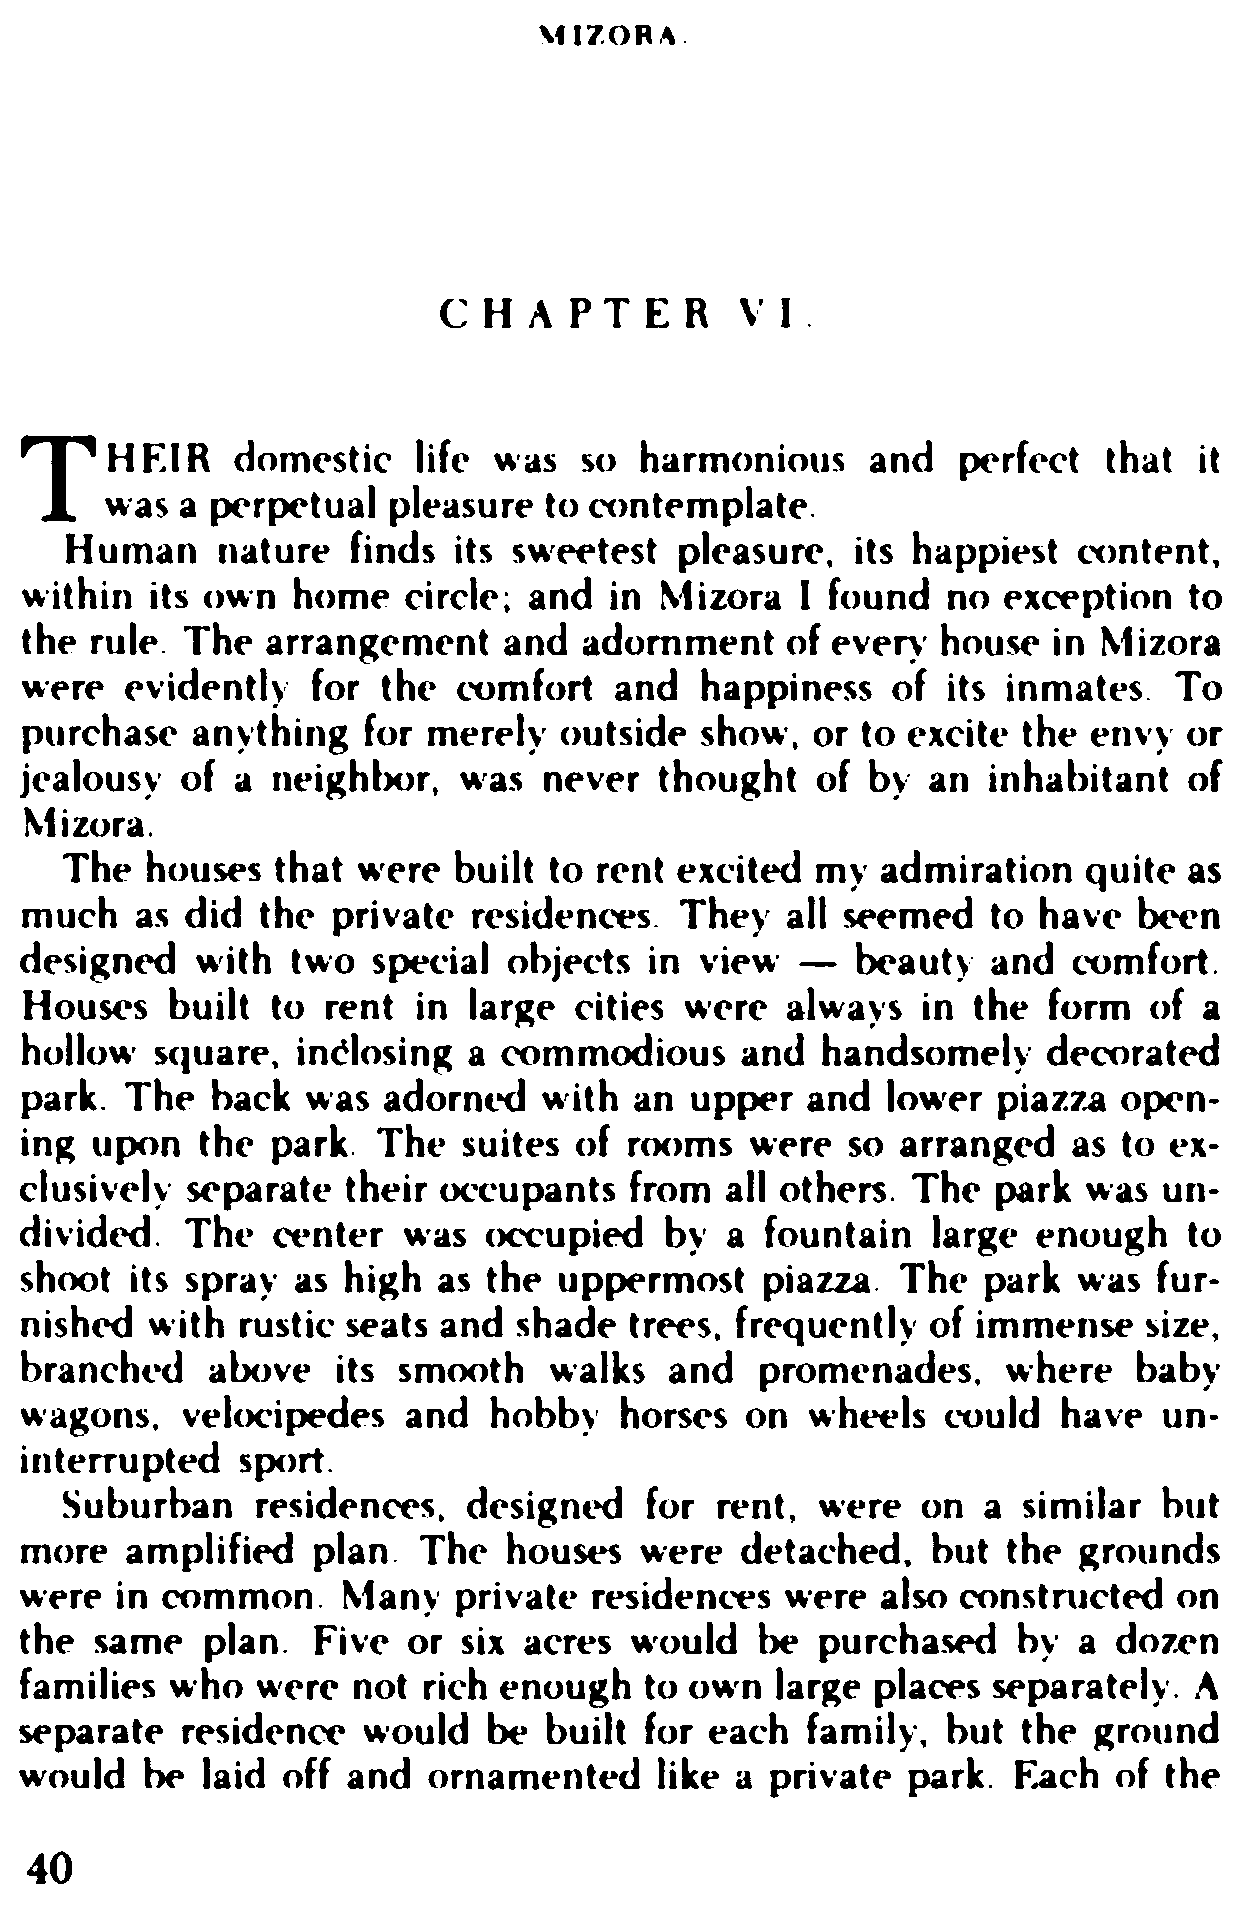 MIZORA.
CHAPTER VI.
THEIR domestic life was so harmonious and perfect that it
was a perpetual pleasure to contemplate.
Human nature finds its sweetest pleasure, its happiest content,
within its own home circle; and in Mizora I found no exception to
the rule. The arrangement and adornment of every house in Mizora
were evidently for the comfort and happiness of its inmates. To
purchase anything for merely outside show, or to excite the envy or
jealousy of a neighbor, was never thought of by an inhabitant of
Mizora.
The houses that were built to rent excited my admiration quite as
much as did the private residences. They all seemed to have been
designed with two special objects in view — beauty and comfort.
Houses built to rent in large cities were always in the form of a
hollow square, inclosing a commodious and handsomely decorated
park. The back was adorned with an upper and lower piazza open-
ing upon the park. The suites of rooms were so arranged as to ex-
clusively separate their occupants from all others. The park was un-
divided. The center was occupied by a fountain large enough to
shoot its spray as high as the uppermost piazza. The park was fur-
nished with rustic seats and shade trees, frequently of immense size,
branched above its smooth walks and promenades, where baby
wagons, velocipedes and hobby horses on wheels could have un-
interrupted sport.
Suburban residences, designed for rent, were on a similar but
more amplified plan. The houses were detached, but the grounds
were in common. Many private residences were also constructed on
the same plan. Five or six acres would be purchased by a dozen
families who were not rich enough to own large places separately. A
separate residence would be built for each family, but the ground
would be laid off and ornamented like a private park. Each of the
40